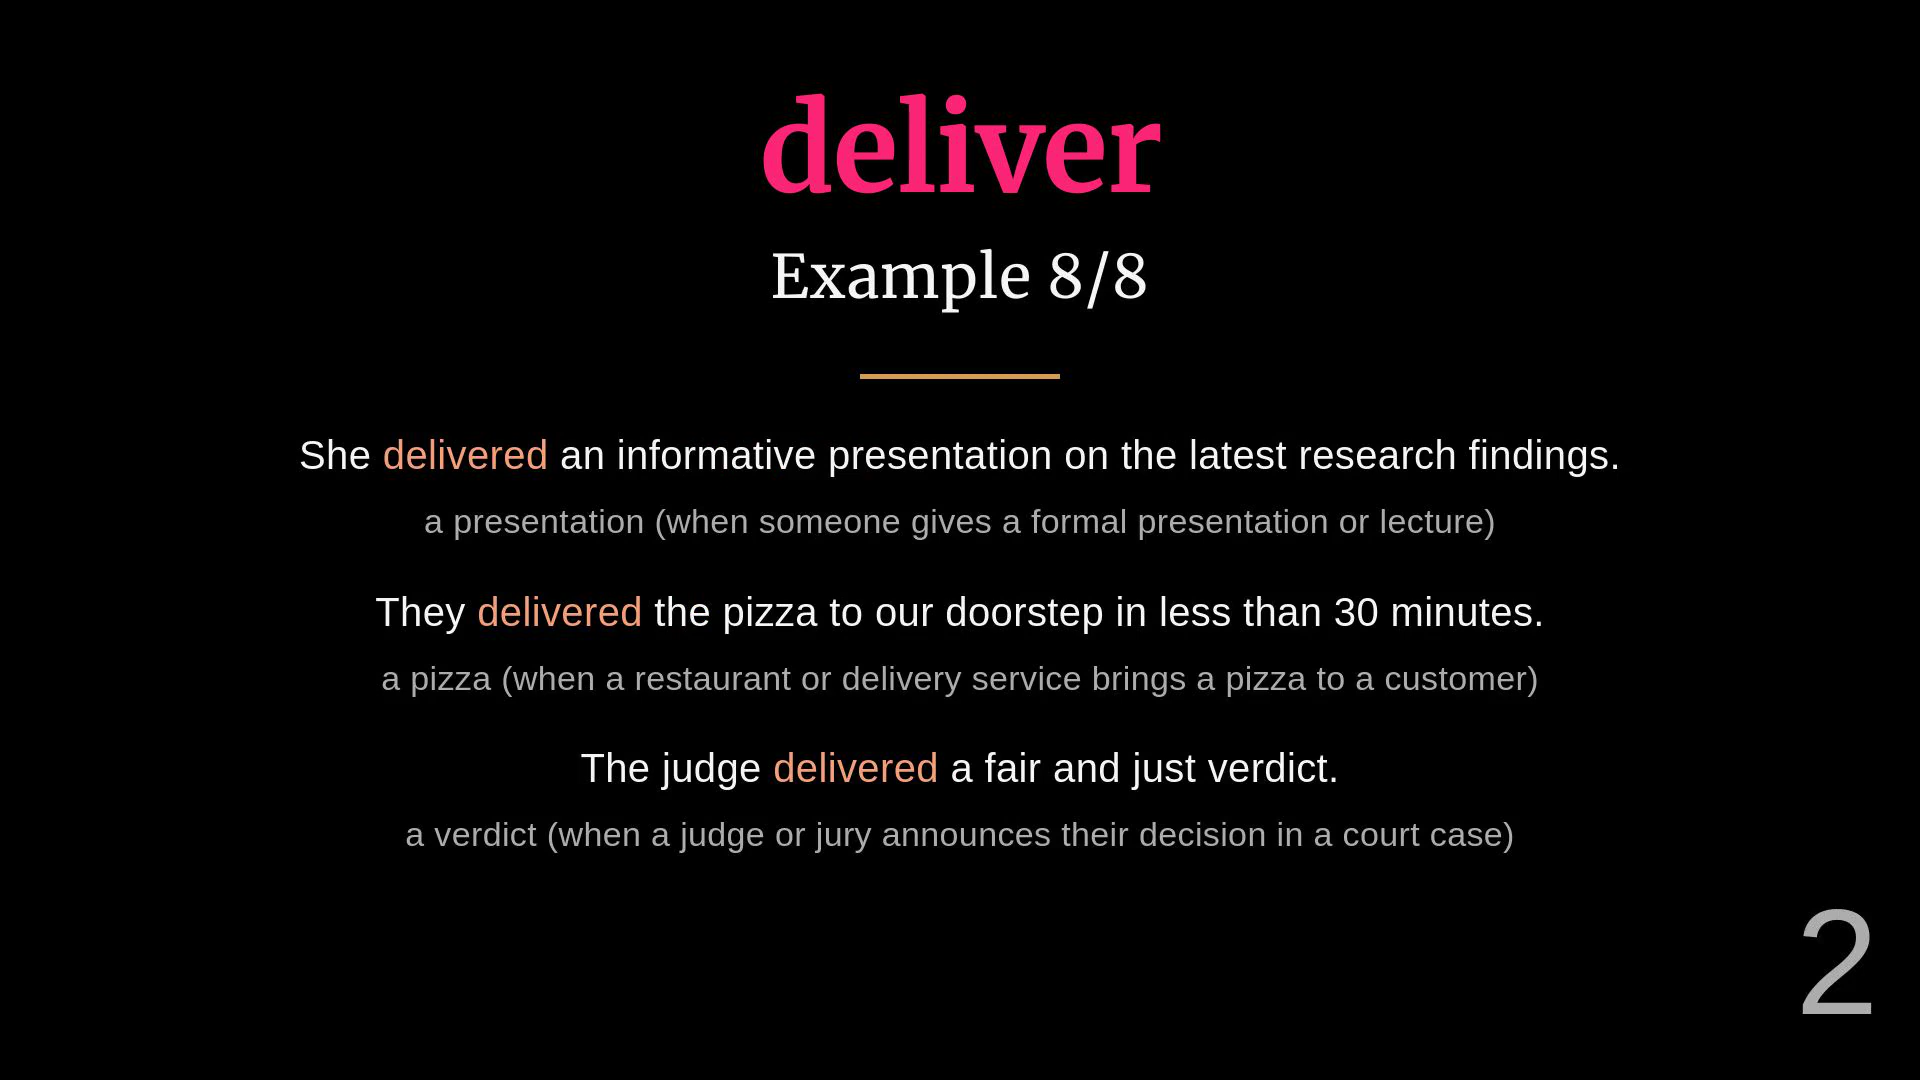 deliver
Example 8/8
She delivered an informative presentation on the latest research findings.
a presentation (when someone gives a formal presentation or lecture)
They delivered the pizza to our doorstep in less than 30 minutes.
a pizza (when a restaurant or delivery service brings a pizza to a customer)
The judge delivered a fair and just verdict.
a verdict (when a judge or jury announces their decision in a court case)
2